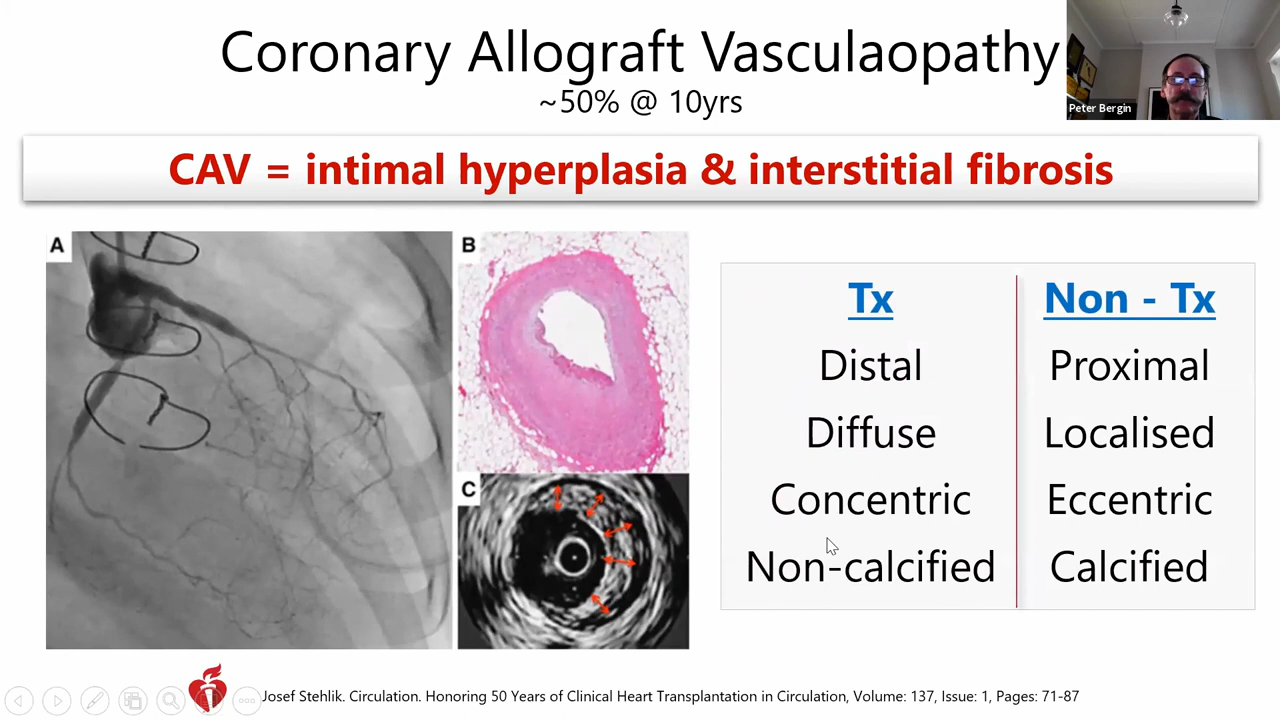 Coronary Allograft Vasculaopathy
~50% @ 10yrs
Peter Bergin
CAV = intimal hyperplasia & interstitial fibrosis
A
B
C
Tx
Non - Tx
Distal
Proximal
Diffuse
Localised
Concentric
Eccentric
Non-calcified
Calcified
Josef Stehlik. Circulation. Honoring 50 Years of Clinical Heart Transplantation in Circulation, Volume: 137, Issue: 1, Pages: 71-87